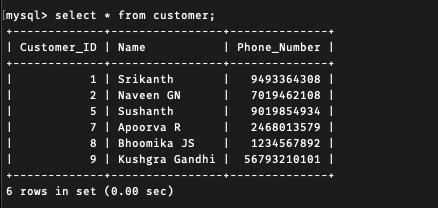 [mysql> select * from customer;
+-------------+----------------+--------------+
| Customer_ID | Name           | Phone_Number |
+-------------+----------------+--------------+
|           1 | Srikanth       |   9493364308 |
|           2 | Naveen GN      |   7019462108 |
|           5 | Sushanth       |   9019854934 |
|           7 | Apoorva R      |   2468013579 |
|           8 | Bhoomika JS    |   1234567892 |
|           9 | Kushgra Gandhi |  56793210101 |
+-------------+----------------+--------------+
6 rows in set (0.00 sec)